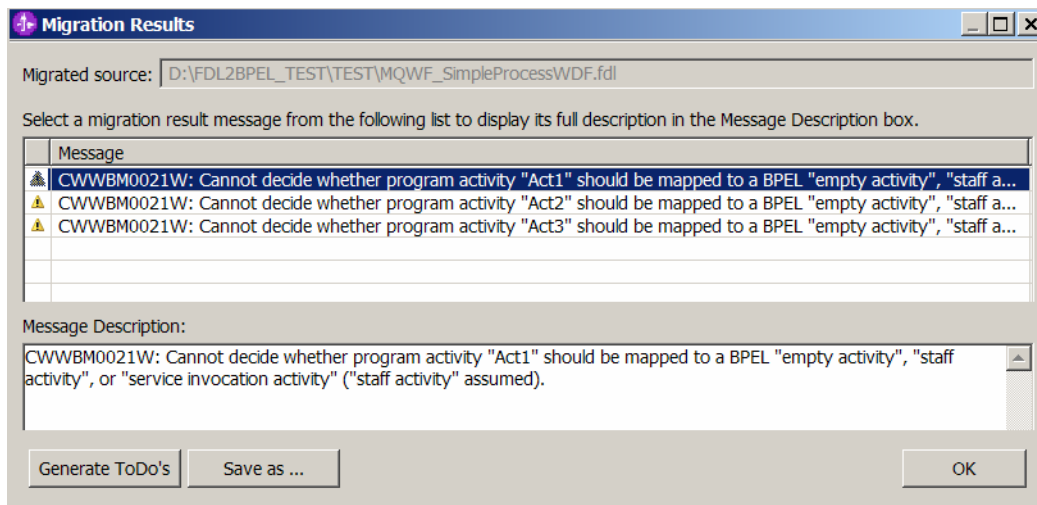 Migration Results
Migrated source: D:\FDL2BPEL_TEST\TEST\MQWF_SimpleProcessWDF.fdl
Select a migration result message from the following list to display its full description in the Message Description box.
Message
CWWBM0021W: Cannot decide whether program activity "Act1" should be mapped to a BPEL "empty activity", "staff a...
CWWBM0021W: Cannot decide whether program activity "Act2" should be mapped to a BPEL "empty activity", "staff a...
CWWBM0021W: Cannot decide whether program activity "Act3" should be mapped to a BPEL "empty activity", "staff a...
Message Description:
CWWBM0021W: Cannot decide whether program activity "Act1" should be mapped to a BPEL "empty activity", "staff
activity", or "service invocation activity" ("staff activity" assumed).
Generate ToDo's Save as ... OK